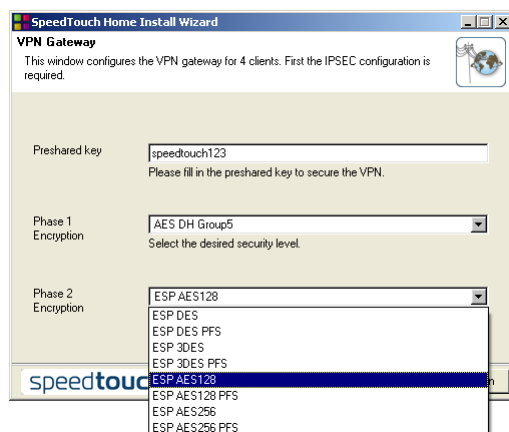 SpeedTouch Home Install Wizard
VPN Gateway
This window configures the VPN gateway for 4 clients. First the IPSEC configuration is
required.
Preshared key
speedtouch123
Please fill in the preshared key to secure the VPN.
Phase 1
Encryption
AES DH Group5
Select the desired security level.
Phase 2
Encryption
ESP AES128
ESP DES
ESP DES PFS
ESP 3DES
ESP 3DES PFS
ESP AES128
ESP AES128 PFS
ESP AES256
ESP AES256 PFS